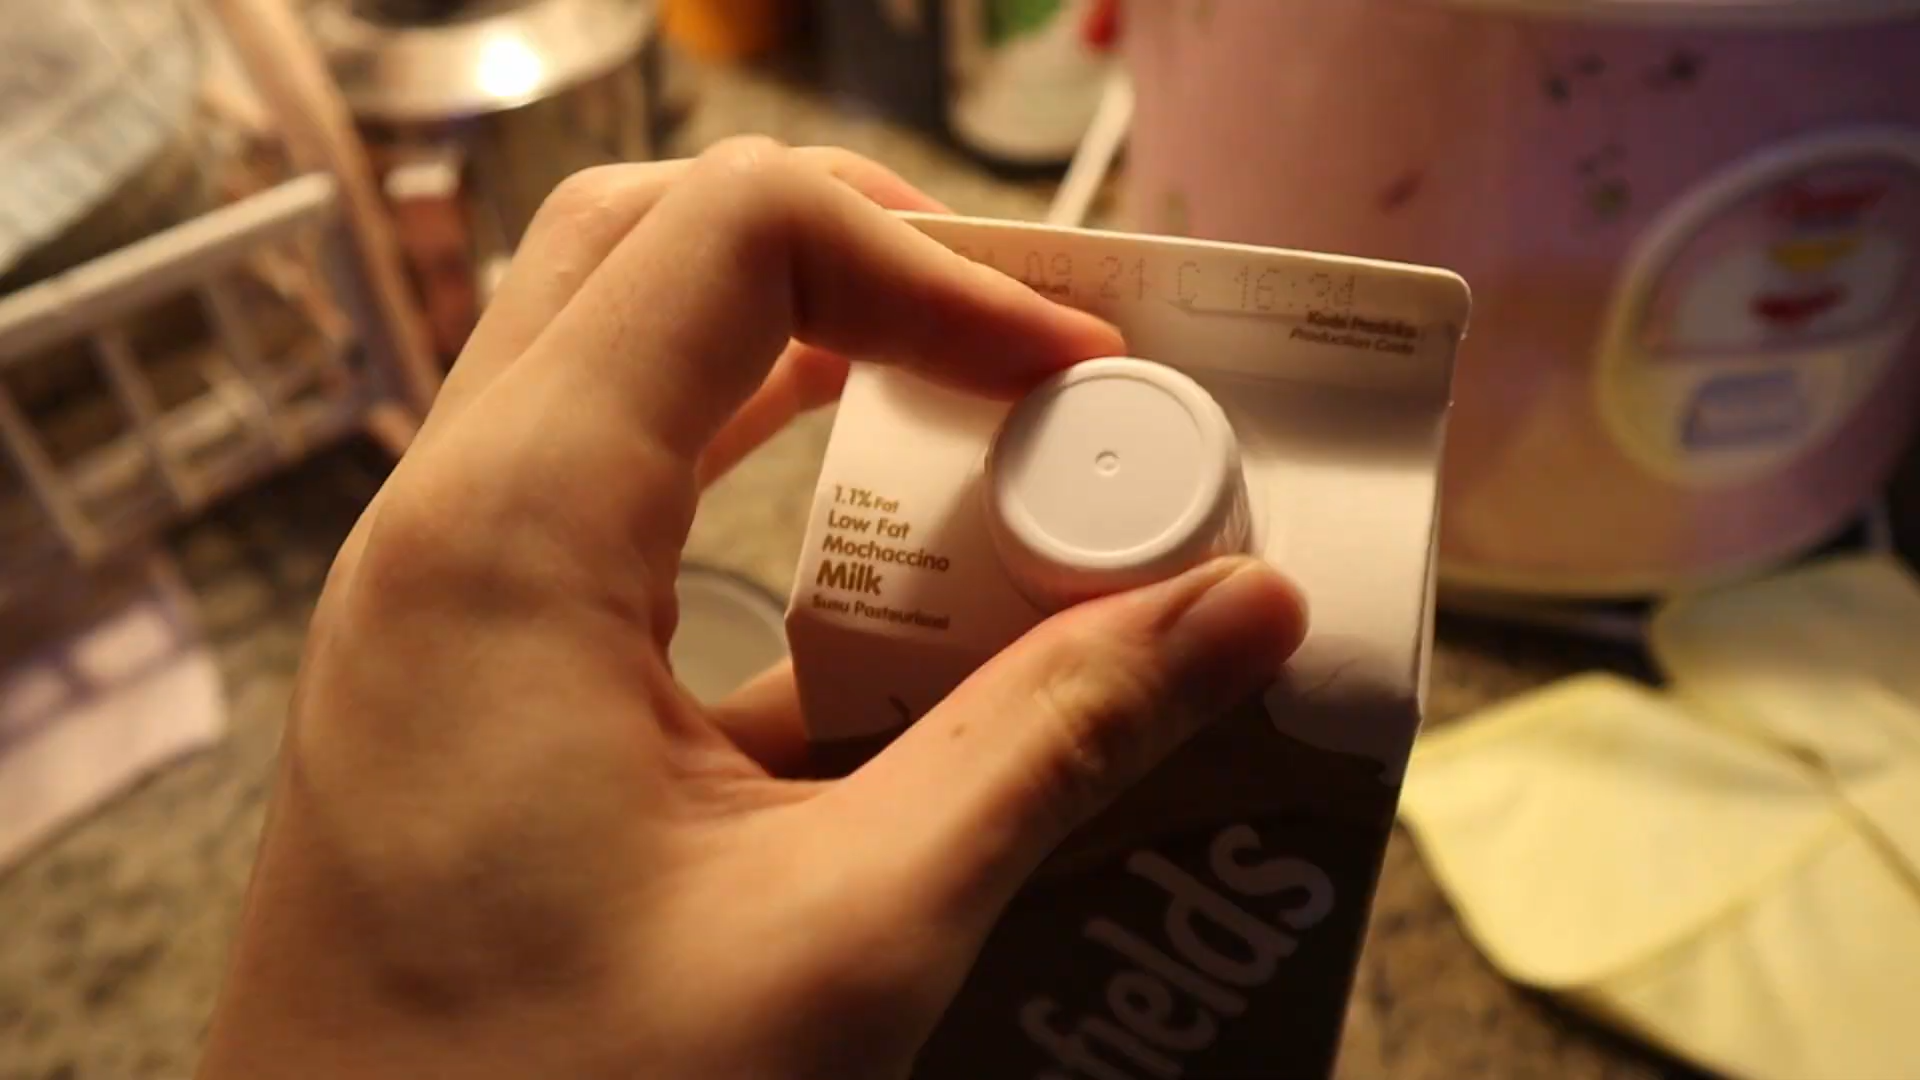 09 21 C 16:34
Kode Produksi
Production Code
1.1% Fat
Low Fat
Mochaccino
Milk
Susu Pasteurisasi
fields